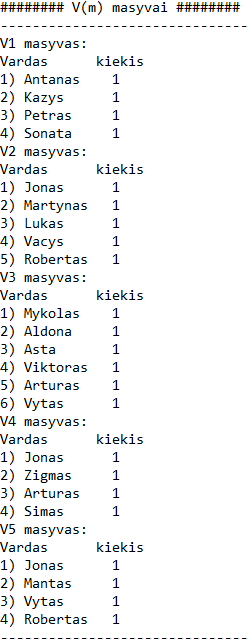 ######## V(m) masyvai ########
-------------------------------
V1 masyvas:
Vardas      kiekis
1) Antanas    1
2) Kazys      1
3) Petras     1
4) Sonata     1
V2 masyvas:
Vardas      kiekis
1) Jonas      1
2) Martynas   1
3) Lukas      1
4) Vacys      1
5) Robertas   1
V3 masyvas:
Vardas      kiekis
1) Mykolas    1
2) Aldona     1
3) Asta       1
4) Viktoras   1
5) Arturas    1
6) Vytas      1
V4 masyvas:
Vardas      kiekis
1) Jonas      1
2) Zigmas     1
3) Arturas    1
4) Simas      1
V5 masyvas:
Vardas      kiekis
1) Jonas      1
2) Mantas     1
3) Vytas      1
4) Robertas   1
-------------------------------